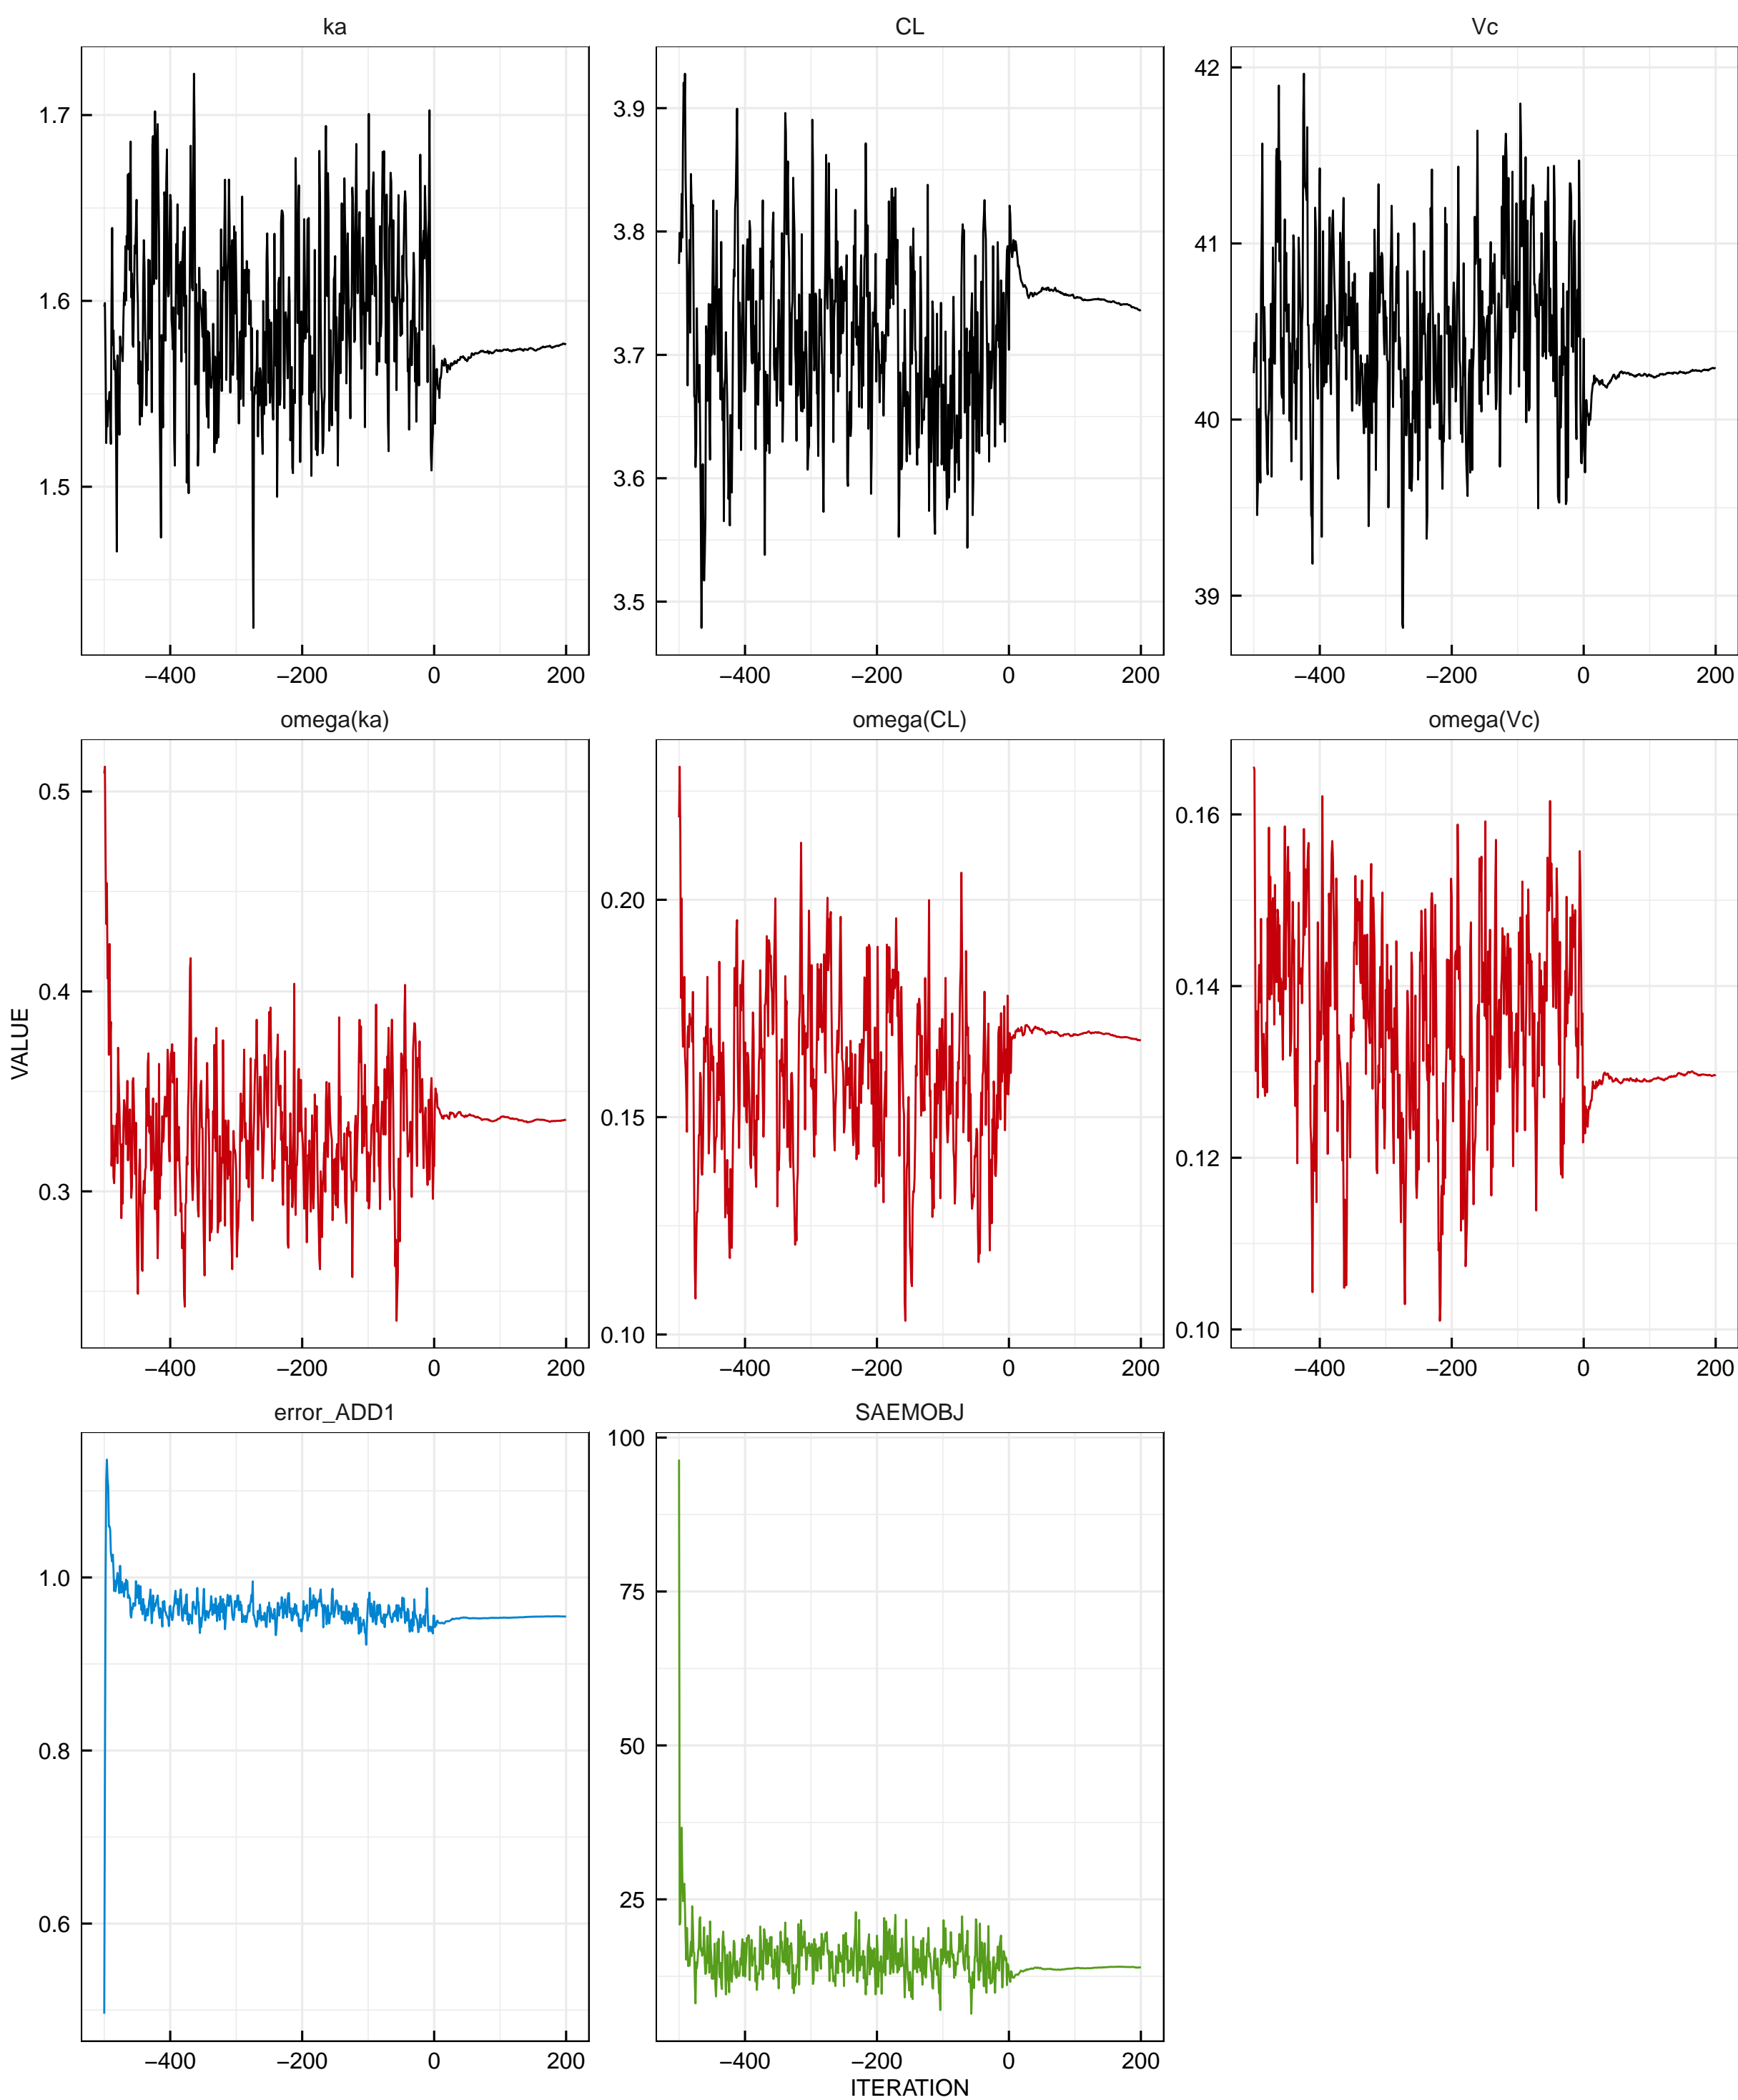 ka CL Vc
1.7 3.9 42
1.6 3.8 41
1.5 3.7 40
3.6 39
3.5
−400 −200 0 200 −400 −200 0 200 −400 −200 0 200
omega(ka) omega(CL) omega(Vc)
VALUE
0.5 0.20 0.16
0.4 0.15 0.14
0.3 0.10 0.12
0.10
−400 −200 0 200 −400 −200 0 200 −400 −200 0 200
error_ADD1 SAEMOBJ
1.0 100
0.8 75
0.6 50
25
−400 −200 0 200 −400 −200 0 200
ITERATION